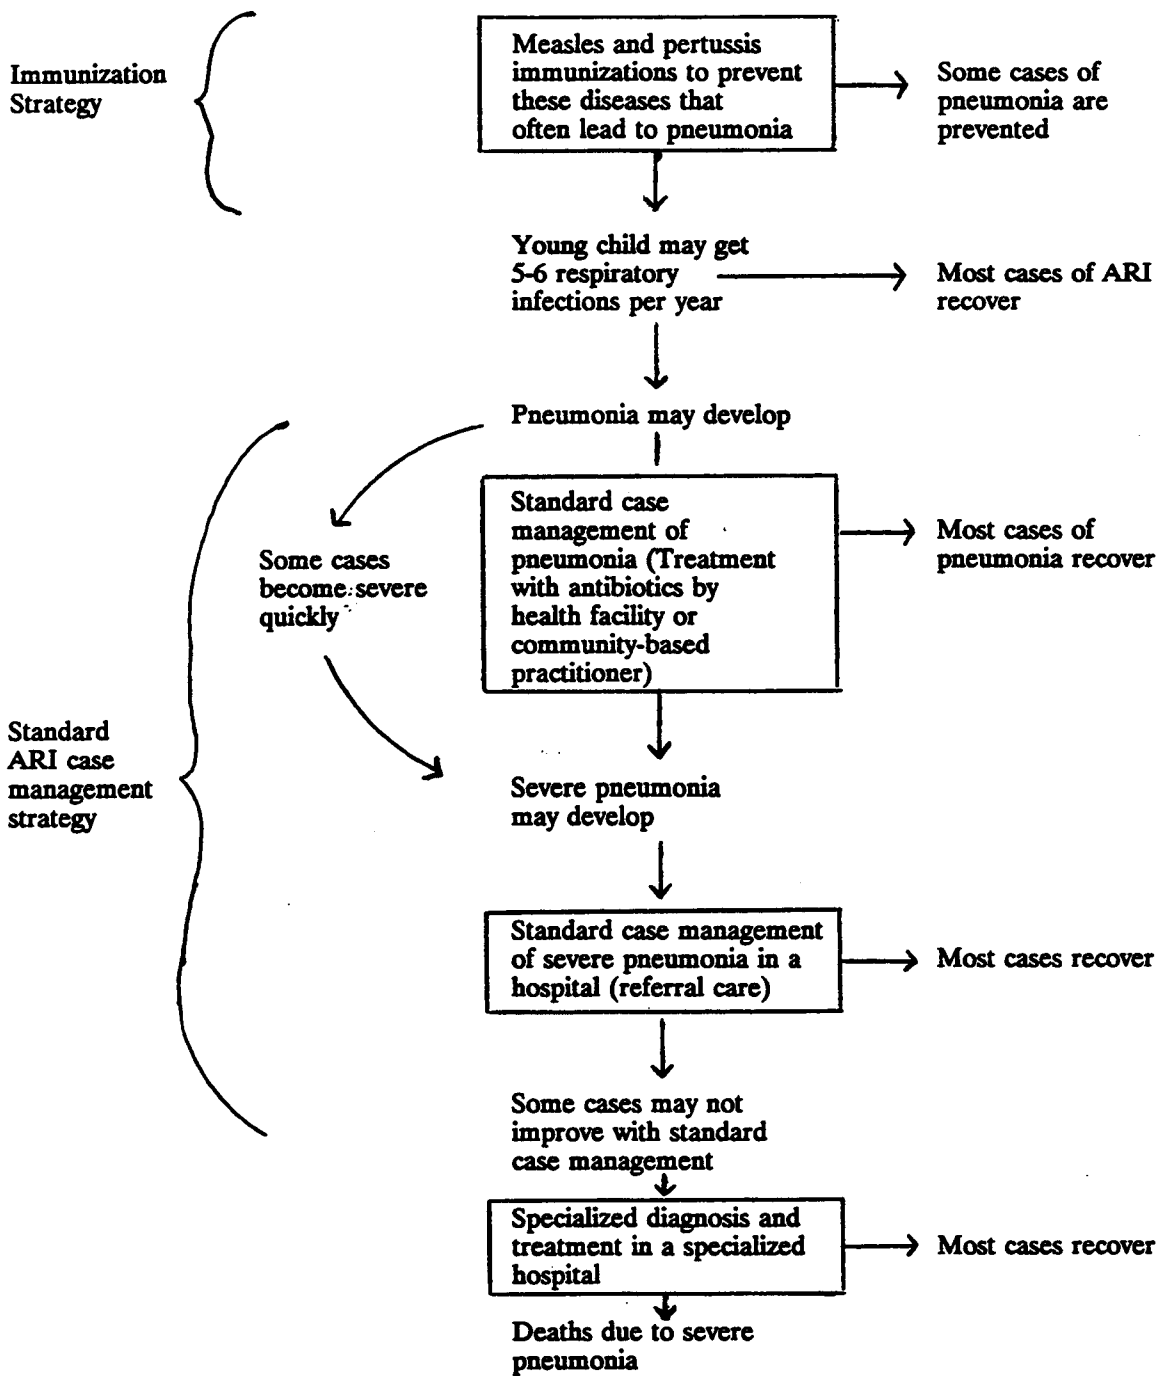 Immunization
Strategy
Measles and pertussis
immunizations to prevent
these diseases that
often lead to pneumonia
Some cases of
pneumonia are
prevented
Young child may get
5-6 respiratory
infections per year
Most cases of ARI
recover
Pneumonia may develop
Some cases
become severe
quickly
Standard case
management of
pneumonia (Treatment
with antibiotics by
health facility or
community-based
practitioner)
Most cases of
pneumonia recover
Standard
ARI case
management
strategy
Severe pneumonia
may develop
Standard case management
of severe pneumonia in a
hospital (referral care)
Most cases recover
Some cases may not
improve with standard
case management
Specialized diagnosis and
treatment in a specialized
hospital
Most cases recover
Deaths due to severe
pneumonia